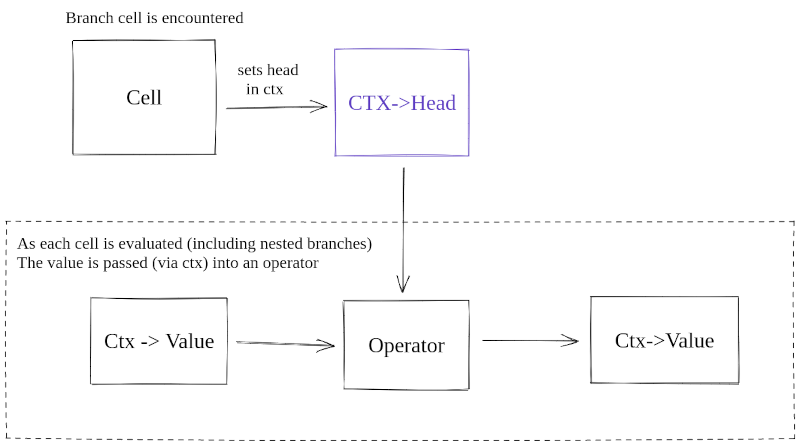 Branch cell is encountered
Cell
sets head
in ctx
CTX->Head
As each cell is evaluated (including nested branches)
The value is passed (via ctx) into an operator
Ctx -> Value
Operator
Ctx->Value